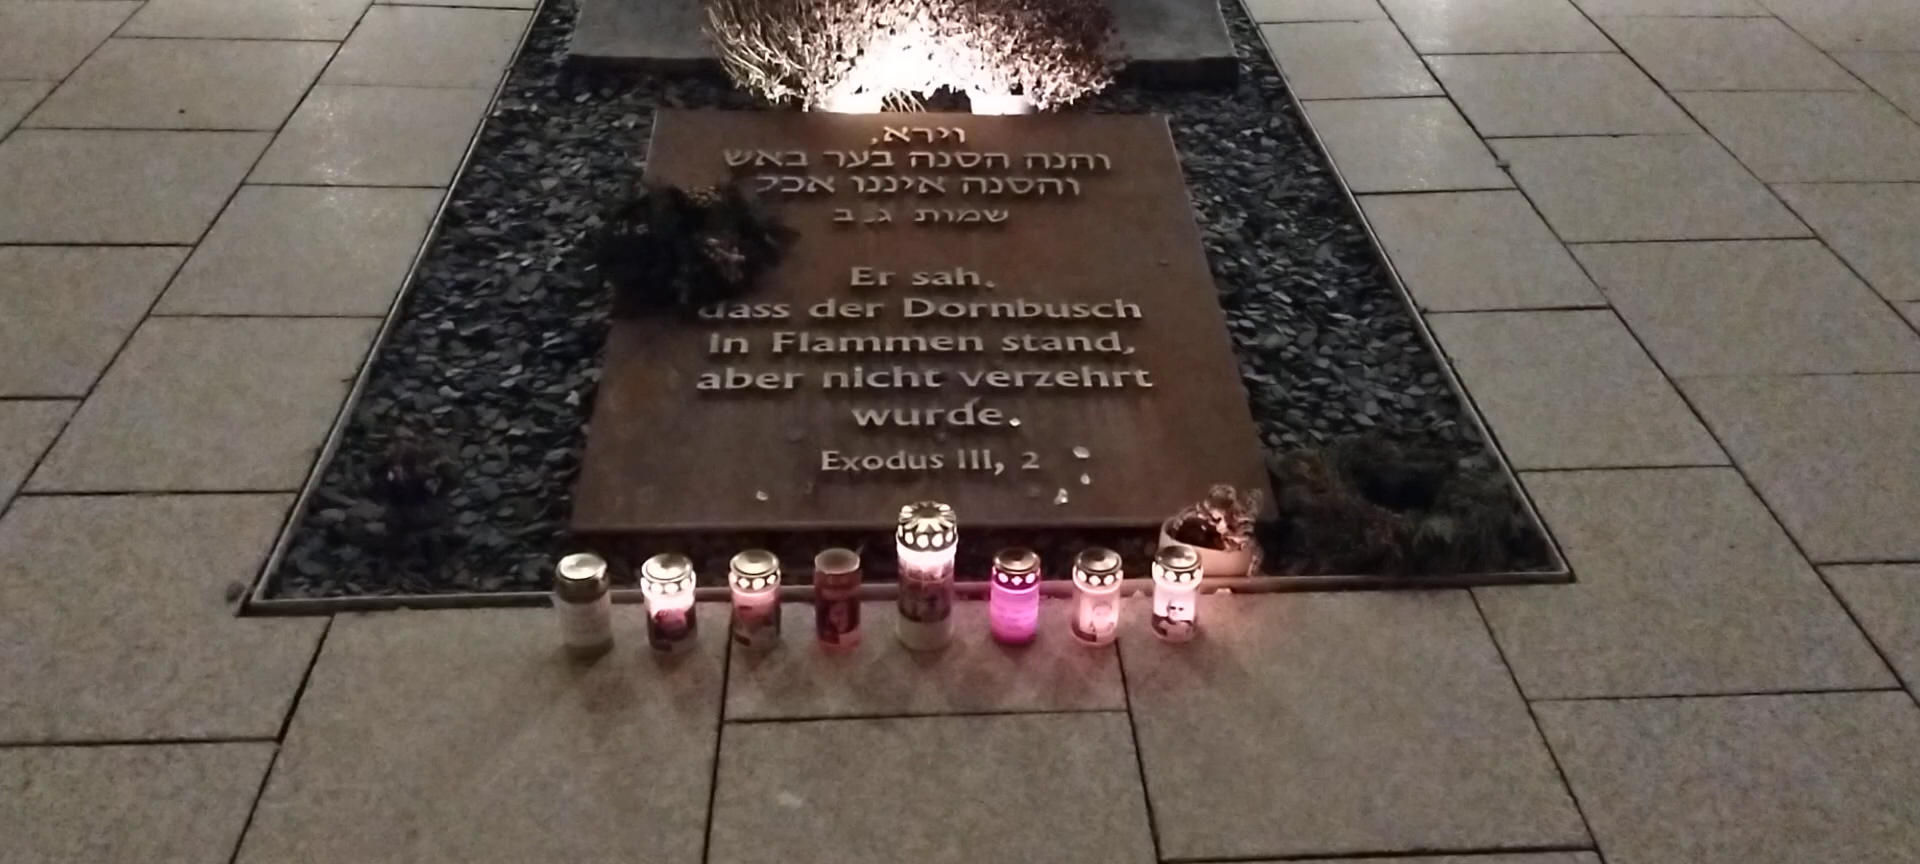 וירא,
והנה הסנה בער באש
והסנה איננו אכל
שמות ג, ב
Er sah,
dass der Dornbusch
in Flammen stand,
aber nicht verzehrt
wurde.
Exodus III, 2